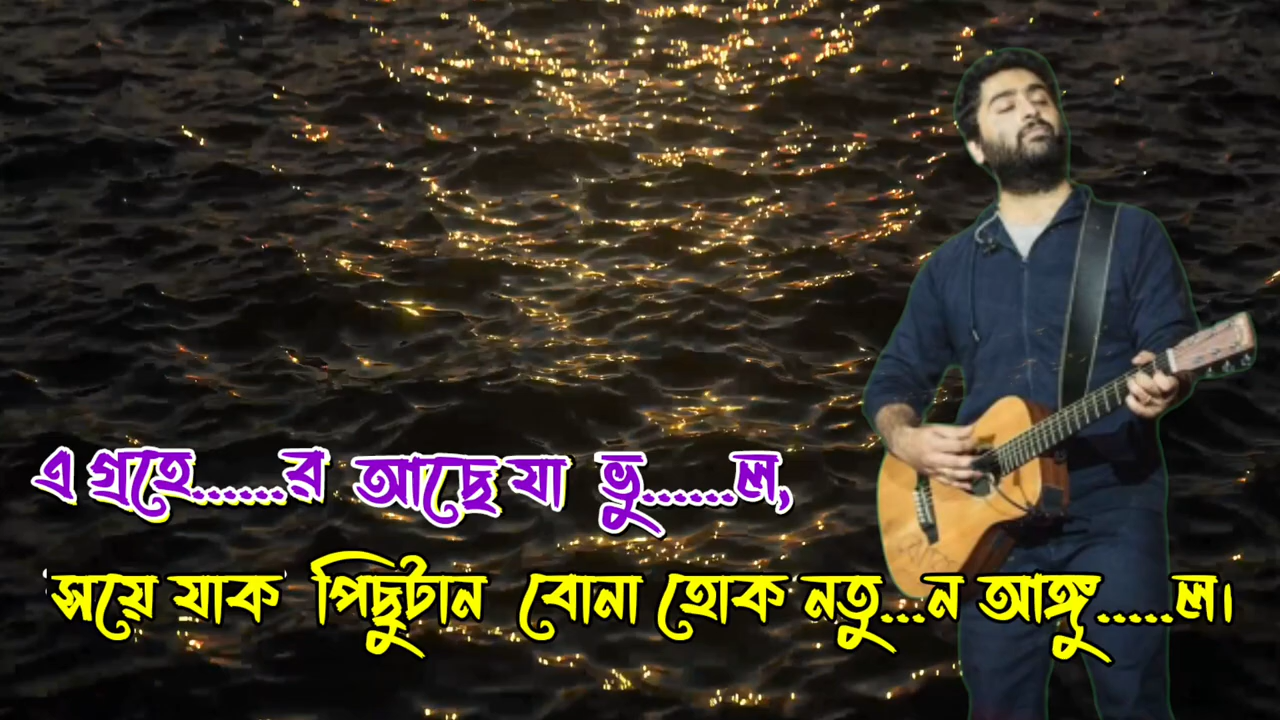 এ গ্রহে......র আছে যা ভু......ল,
সয়ে যাক পিছুটান বোনা হোক নতু...ন আঙ্গু.....ল।